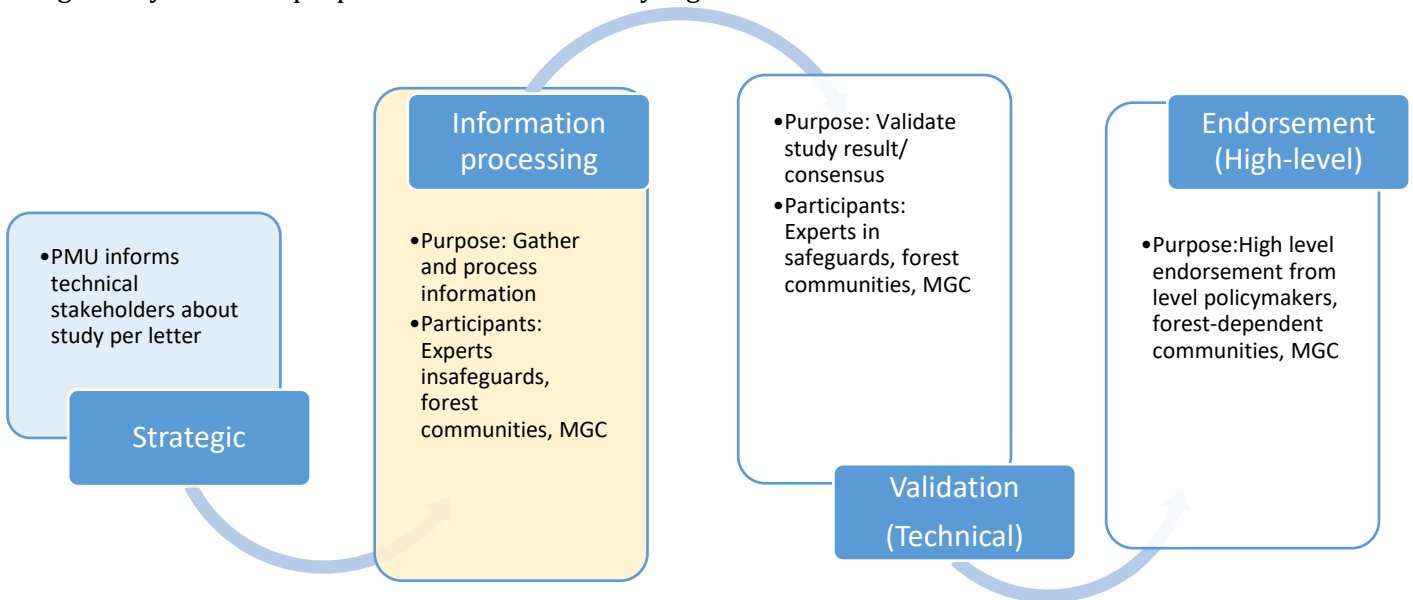 •PMU informs
technical
stakeholders about
study per letter
Strategic
Information
processing
•Purpose: Gather
and process
information
•Participants:
Experts
insafeguards,
forest
communities, MGC
•Purpose: Validate
study result/
consensus
•Participants:
Experts in
safeguards, forest
communities, MGC
Validation
(Technical)
Endorsement
(High-level)
•Purpose:High level
endorsement from
level policymakers,
forest-dependent
communities, MGC